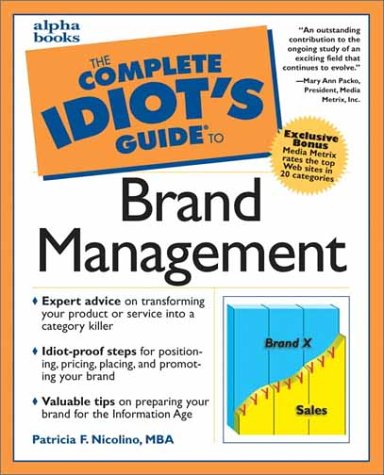 alpha
books
THE
COMPLETE
IDIOT'S
GUIDE® TO
"An outstanding
contribution to the
ongoing study of an
exciting field that
continues to evolve."
—Mary Ann Packo,
President, Media
Metrix, Inc.
Exclusive
Bonus
Media Metrix
rates the top
Web sites in
20 categories
Brand
Management
♦ Expert advice on transforming
your product or service into a
category killer
♦ Idiot-proof steps for position-
ing, pricing, placing, and promot-
ing your brand
♦ Valuable tips on preparing your
brand for the Information Age
Brand X
Sales
Patricia F. Nicolino, MBA